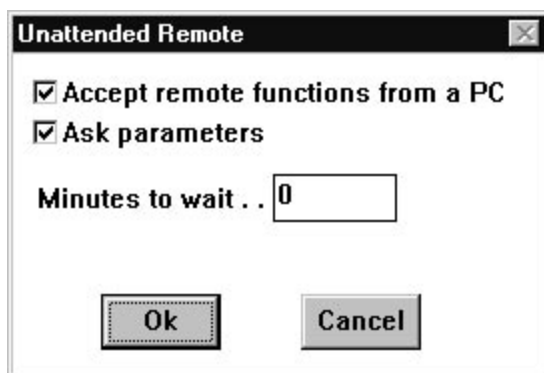 Unattended Remote
Accept remote functions from a PC
Ask parameters
Minutes to wait . . 0
Ok Cancel